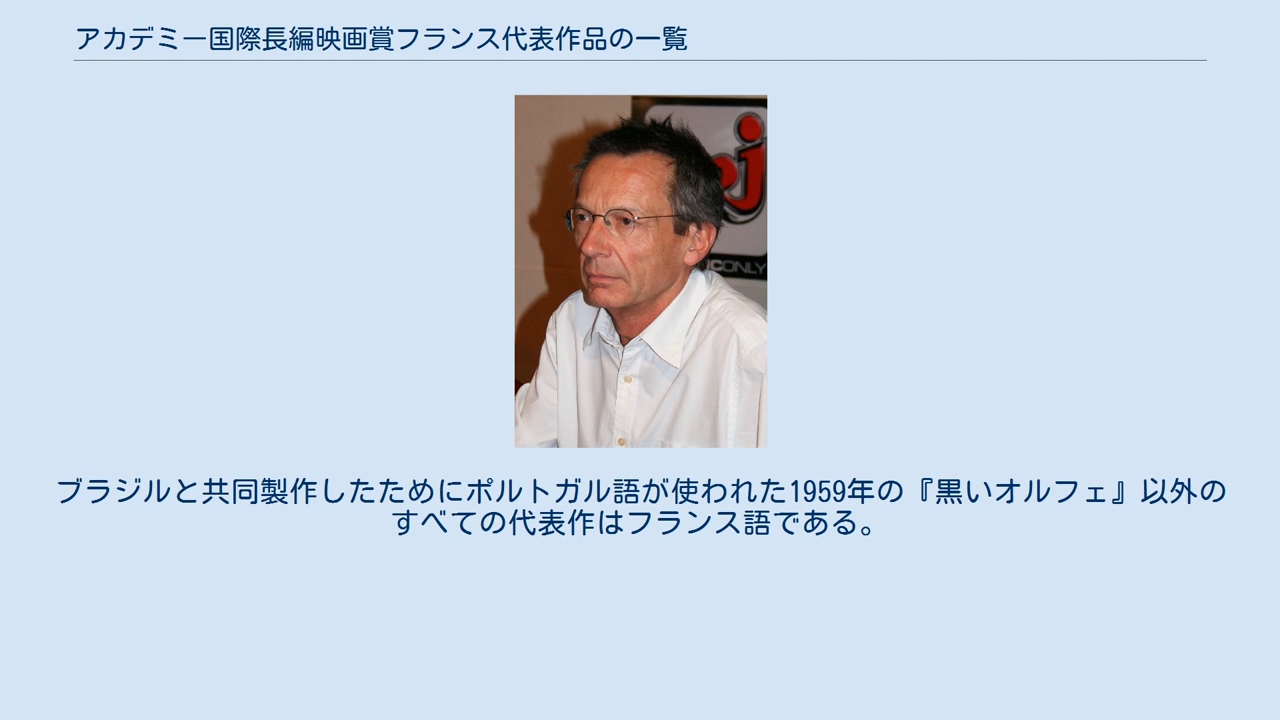 アカデミー国際長編映画賞フランス代表作品の一覧
ONLY
ブラジルと共同製作したためにポルトガル語が使われた1959年の『黒いオルフェ』以外の
すべての代表作はフランス語である。